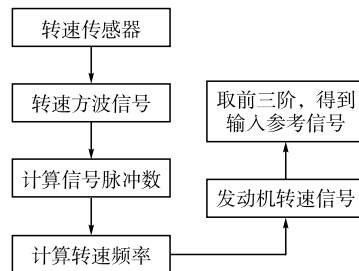 转速传感器
转速方波信号
计算信号脉冲数
计算转速频率
发动机转速信号
取前三阶，得到
输入参考信号